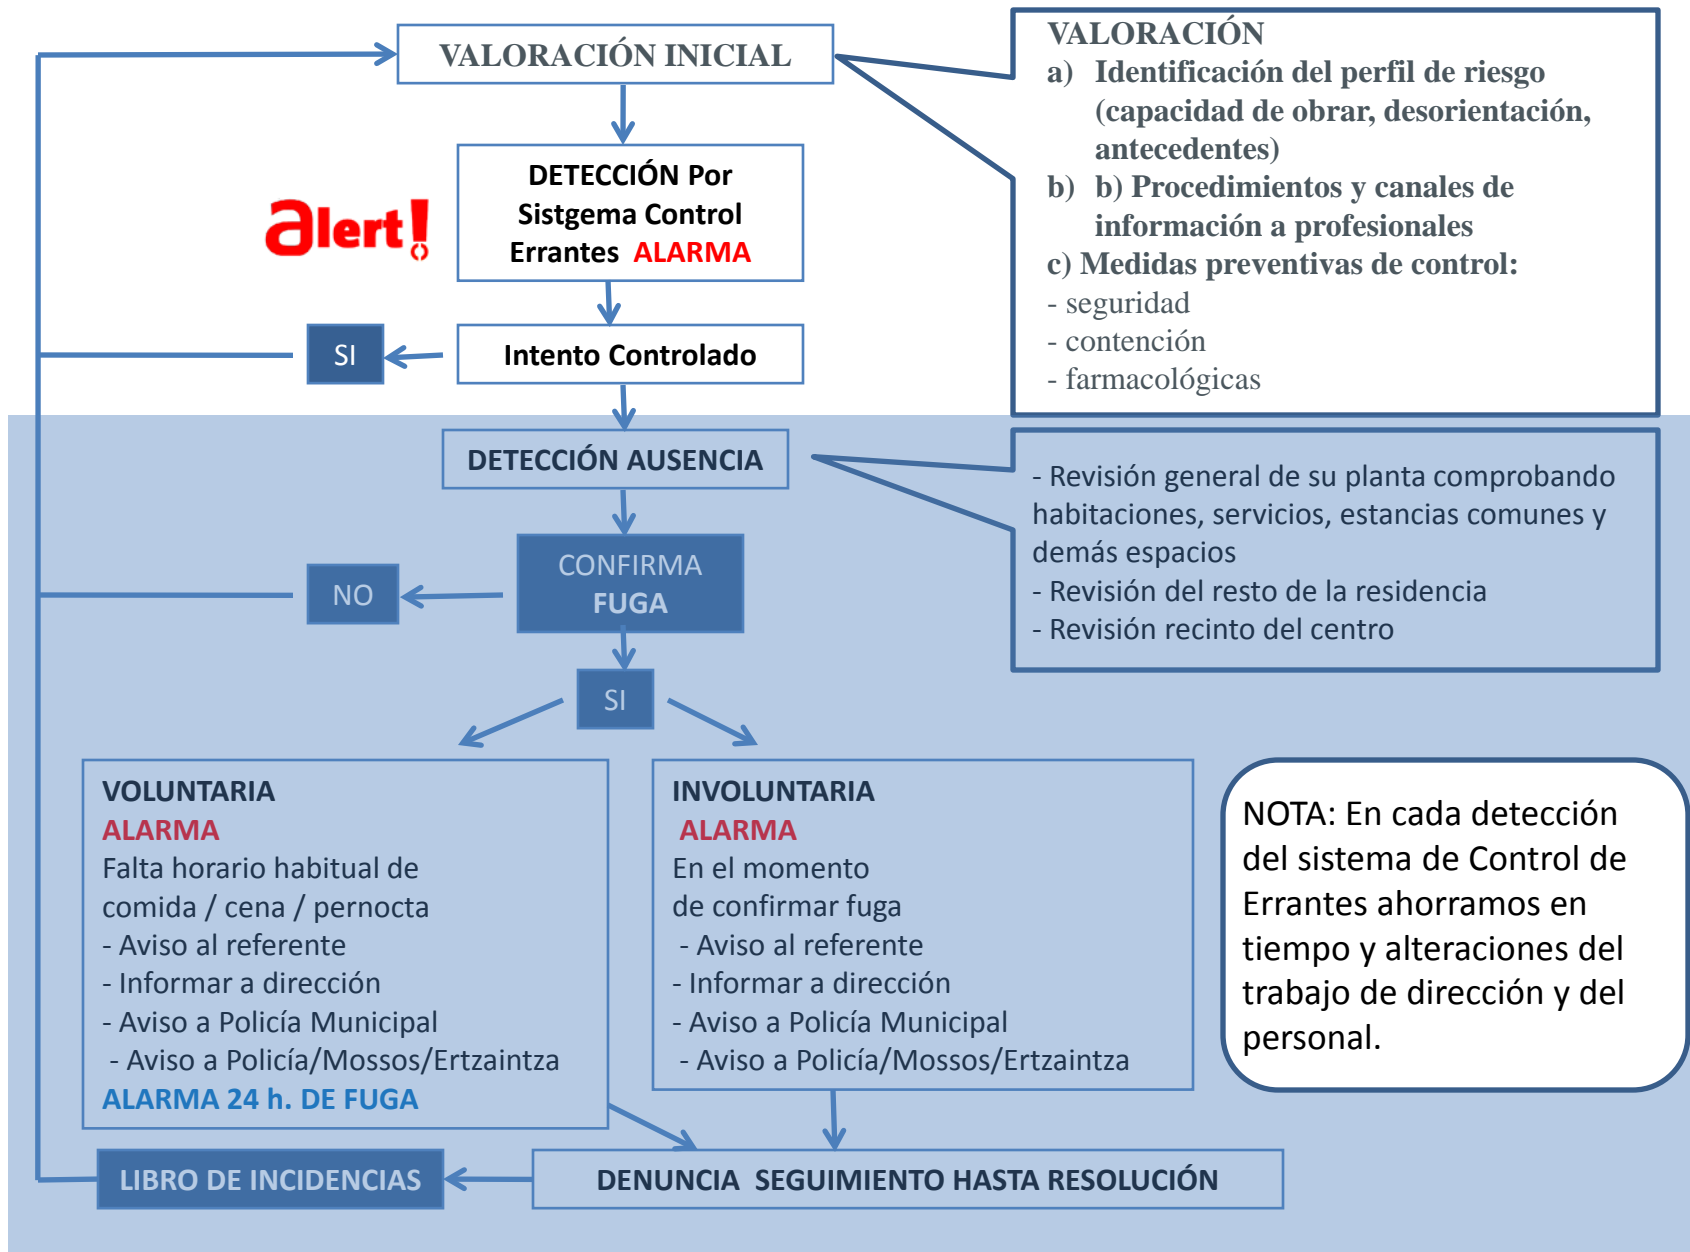 VALORACIÓN INICIAL
VALORACIÓN
a) Identificación del perfil de riesgo
(capacidad de obrar, desorientación,
antecedentes)
b) b) Procedimientos y canales de
información a profesionales
c) Medidas preventivas de control:
- seguridad
- contención
- farmacológicas
alert!
DETECCIÓN Por
Sistgema Control
Errantes ALARMA
SI
Intento Controlado
DETECCIÓN AUSENCIA
- Revisión general de su planta comprobando
habitaciones, servicios, estancias comunes y
demás espacios
- Revisión del resto de la residencia
- Revisión recinto del centro
NO
CONFIRMA
FUGA
SI
VOLUNTARIA
ALARMA
Falta horario habitual de
comida / cena / pernocta
- Aviso al referente
- Informar a dirección
- Aviso a Policía Municipal
- Aviso a Policía/Mossos/Ertzaintza
ALARMA 24 h. DE FUGA
INVOLUNTARIA
ALARMA
En el momento
de confirmar fuga
- Aviso al referente
- Informar a dirección
- Aviso a Policía Municipal
- Aviso a Policía/Mossos/Ertzaintza
NOTA: En cada detección
del sistema de Control de
Errantes ahorramos en
tiempo y alteraciones del
trabajo de dirección y del
personal.
LIBRO DE INCIDENCIAS
DENUNCIA SEGUIMIENTO HASTA RESOLUCIÓN